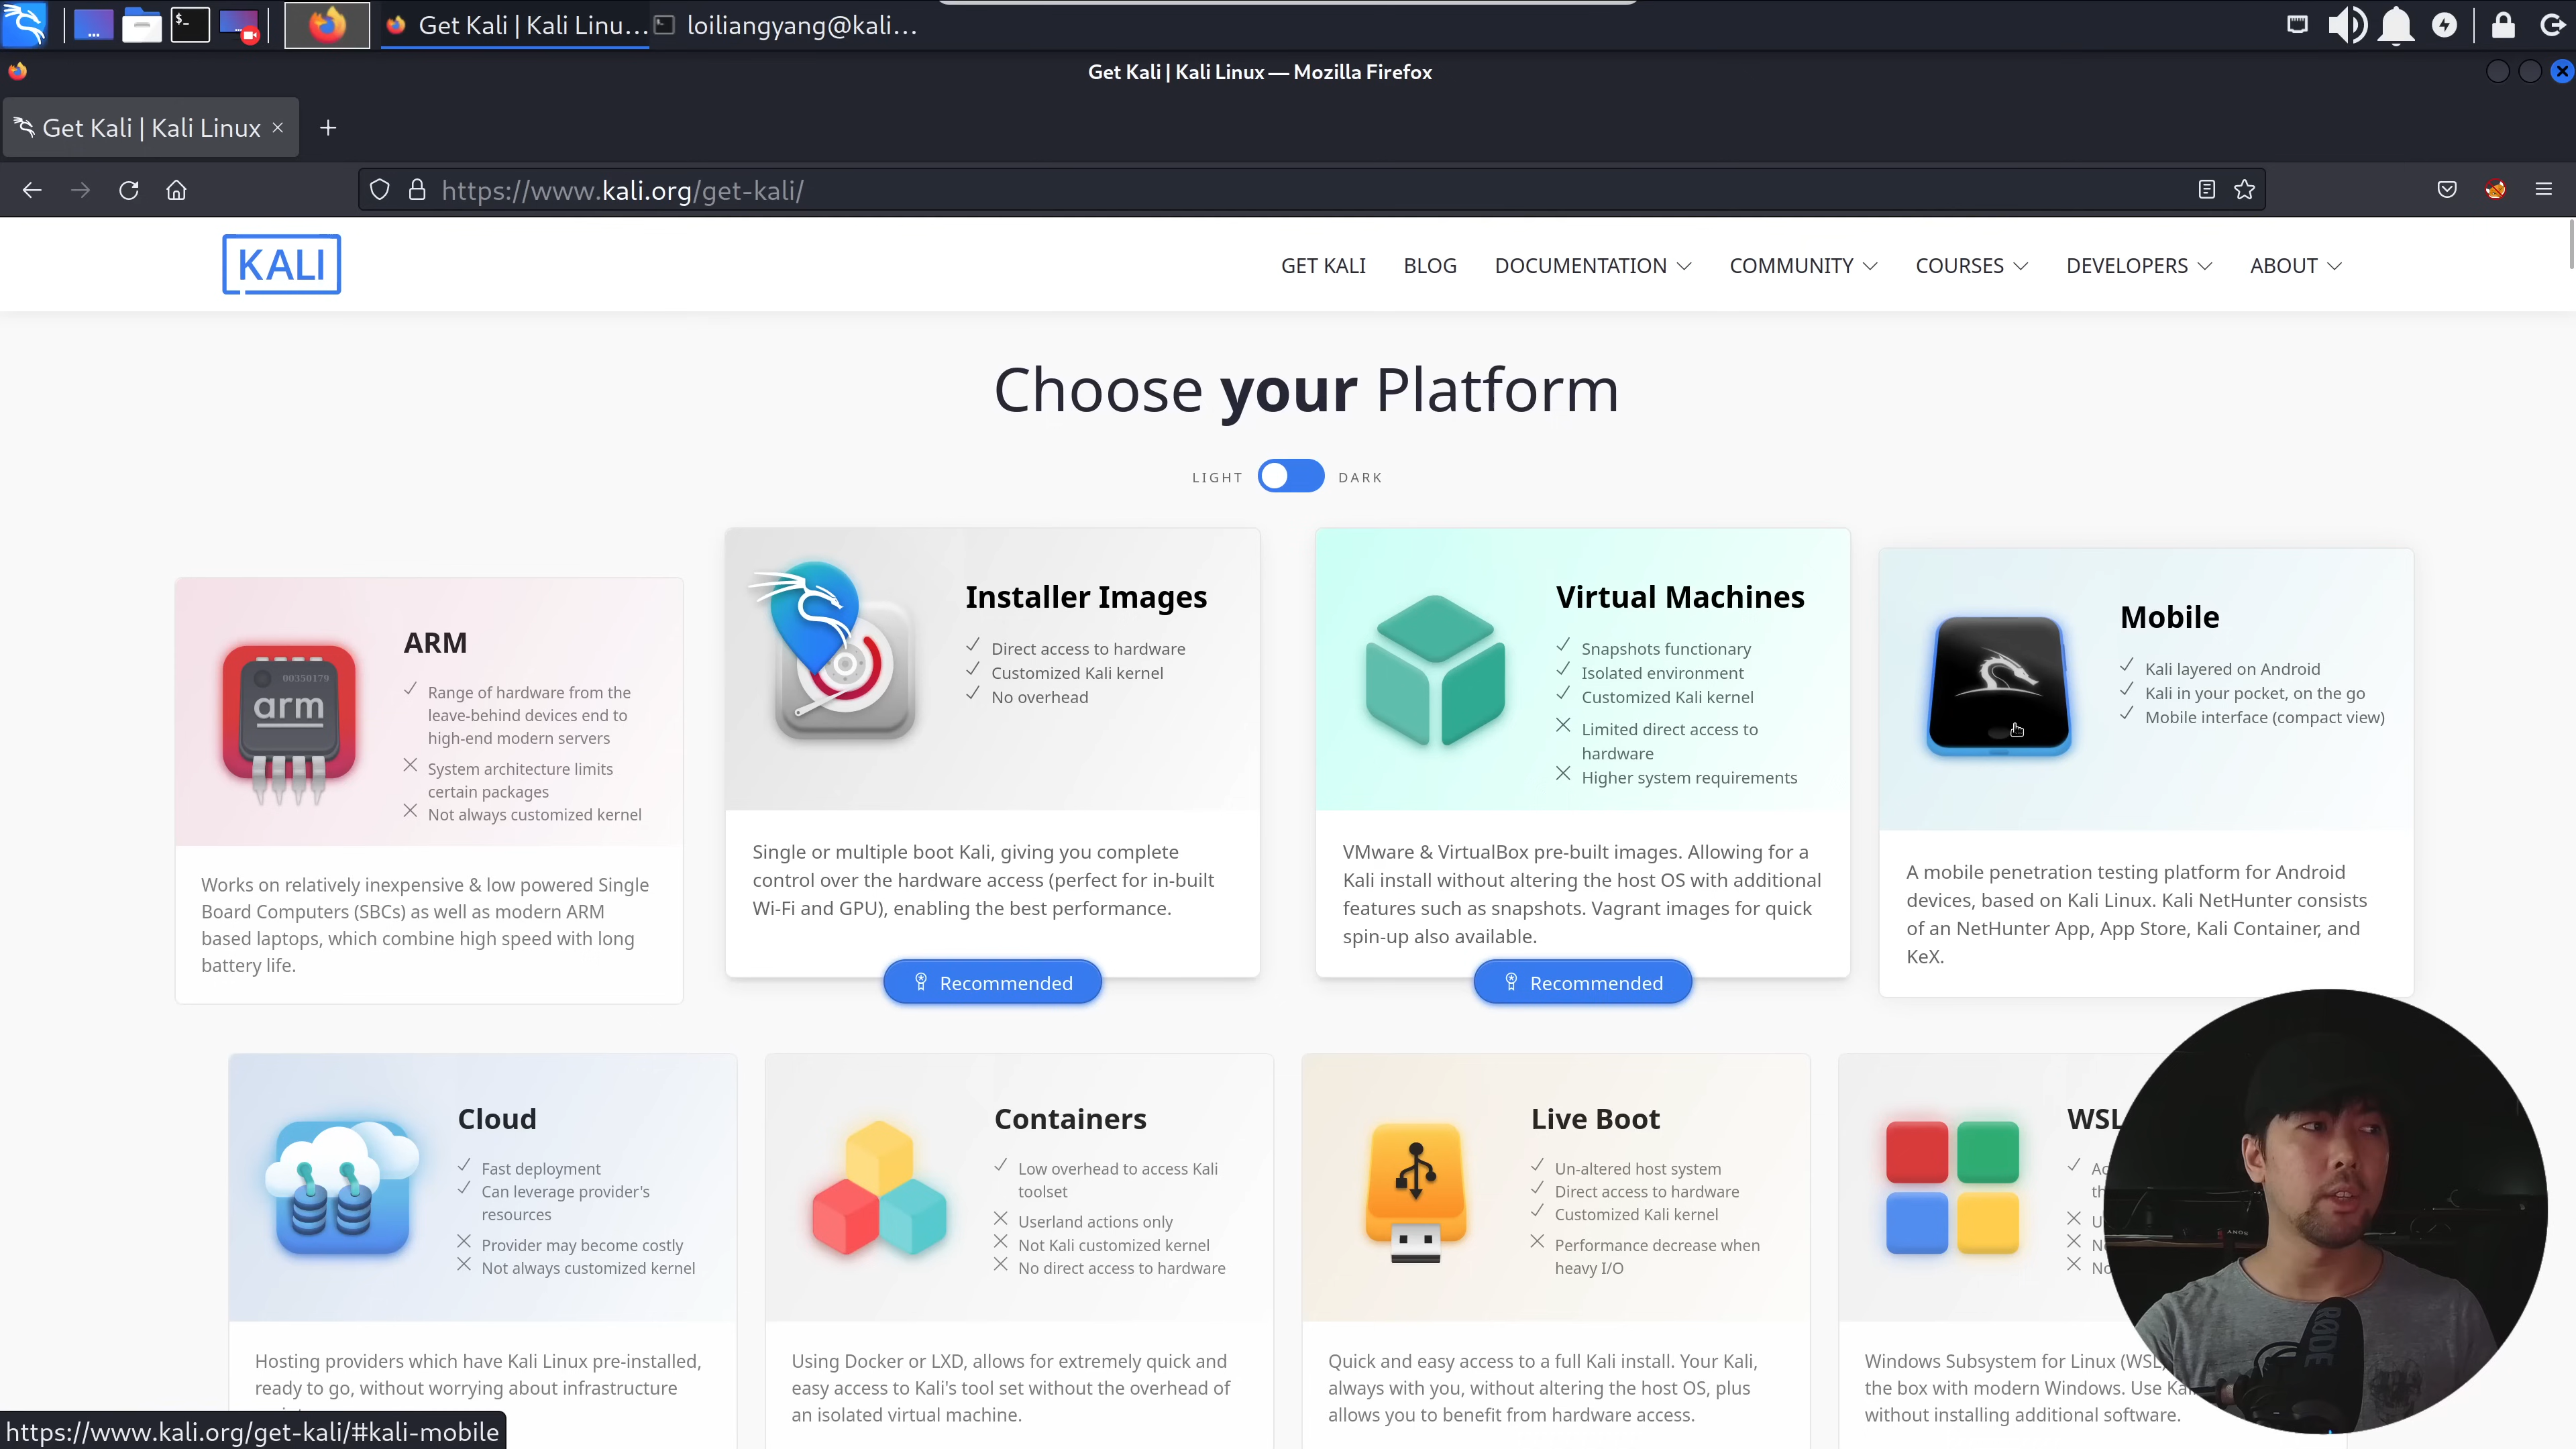 Get Kali | Kali Linu...
loiliangyang@kali...
Get Kali | Kali Linux — Mozilla Firefox
Get Kali | Kali Linux
https://www.kali.org/get-kali/
KALI
GET KALI
BLOG
DOCUMENTATION
COMMUNITY
COURSES
DEVELOPERS
ABOUT
Choose your Platform
LIGHT
DARK
ARM
00350179
arm
Range of hardware from the
leave-behind devices end to
high-end modern servers
System architecture limits
certain packages
Not always customized kernel
Works on relatively inexpensive & low powered Single
Board Computers (SBCs) as well as modern ARM
based laptops, which combine high speed with long
battery life.
Installer Images
Direct access to hardware
Customized Kali kernel
No overhead
Single or multiple boot Kali, giving you complete
control over the hardware access (perfect for in-built
Wi-Fi and GPU), enabling the best performance.
Recommended
Virtual Machines
Snapshots functionary
Isolated environment
Customized Kali kernel
Limited direct access to
hardware
Higher system requirements
VMware & VirtualBox pre-built images. Allowing for a
Kali install without altering the host OS with additional
features such as snapshots. Vagrant images for quick
spin-up also available.
Recommended
Mobile
Kali layered on Android
Kali in your pocket, on the go
Mobile interface (compact view)
A mobile penetration testing platform for Android
devices, based on Kali Linux. Kali NetHunter consists
of an NetHunter App, App Store, Kali Container, and
KeX.
Cloud
Fast deployment
Can leverage provider's
resources
Provider may become costly
Not always customized kernel
Hosting providers which have Kali Linux pre-installed,
ready to go, without worrying about infrastructure
Containers
Low overhead to access Kali
toolset
Userland actions only
Not Kali customized kernel
No direct access to hardware
Using Docker or LXD, allows for extremely quick and
easy access to Kali's tool set without the overhead of
an isolated virtual machine.
Live Boot
Un-altered host system
Direct access to hardware
Customized Kali kernel
Performance decrease when
heavy I/O
Quick and easy access to a full Kali install. Your Kali,
always with you, without altering the host OS, plus
allows you to benefit from hardware access.
WSL
Windows Subsystem for Linux (WSL)
the box with modern Windows. Use
without installing additional software.
RØDE
https://www.kali.org/get-kali/#kali-mobile